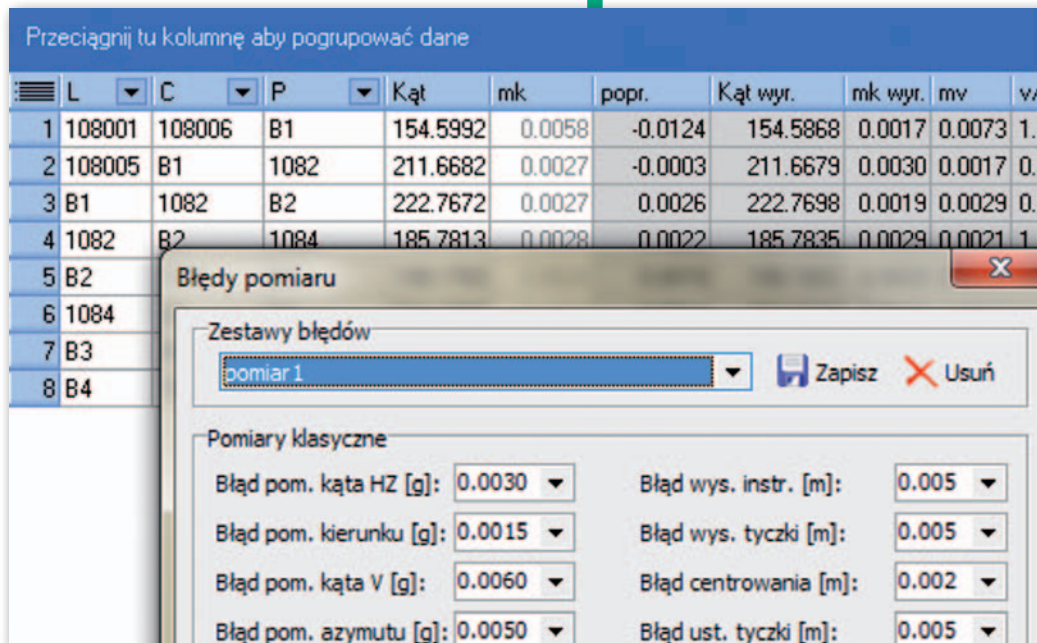 Przeciągnij tu kolumnę aby pogrupować dane
L C P Kąt mk popr. Kąt wyr. mk wyr. mv
1 108001 108006 B1 154.5992 0.0058 -0.0124 154.5868 0.0017 0.0073 1.
2 108005 B1 1082 211.6682 0.0027 -0.0003 211.6679 0.0030 0.0017 0.
3 B1 1082 B2 222.7672 0.0027 0.0026 222.7698 0.0019 0.0029 0.
4 1082 B2 1084 185.7813 0.0028 0.0022 185.7835 0.0029 0.0021 1
5 B2
6 1084
7 B3
8 B4
Błędy pomiaru
Zestawy błędów
pomiar 1 Zapisz Usuń
Pomiary klasyczne
Błąd pom. kąta HZ [g]: 0.0030 Błąd wys. instr. [m]: 0.005
Błąd pom. kierunku [g]: 0.0015 Błąd wys. tyczki [m]: 0.005
Błąd pom. kąta V [g]: 0.0060 Błąd centrowania [m]: 0.002
Błąd pom. azymutu [g]: 0.0050 Błąd ust. tyczki [m]: 0.005